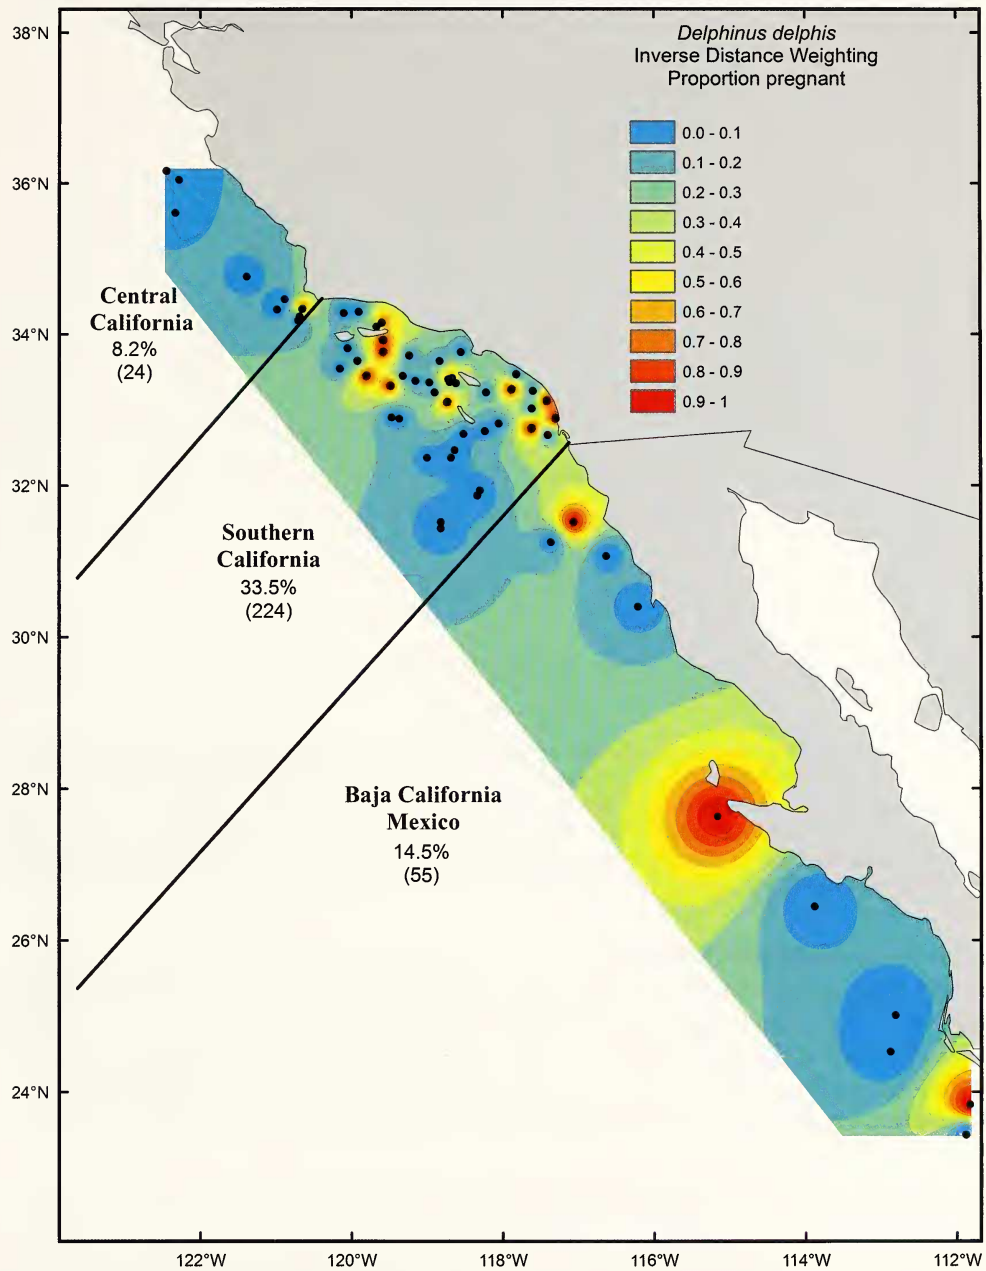 Delphinus delphis
Inverse Distance Weighting
Proportion pregnant
0.0 - 0.1
0.1 - 0.2
0.2 - 0.3
0.3 - 0.4
0.4 - 0.5
0.5 - 0.6
0.6 - 0.7
0.7 - 0.8
0.8 - 0.9
0.9 - 1
38°N
36°N
34°N
32°N
30°N
28°N
26°N
24°N
Central
California
8.2%
(24)
Southern
California
33.5%
(224)
Baja California
Mexico
14.5%
(55)
122°W
120°W
118°W
116°W
114°W
112°W